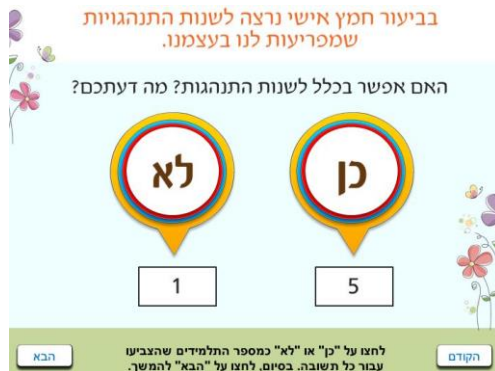 בביעור חמץ אישי נרצה לשנות התנהגויות
שמפריעות לנו בעצמנו.
האם אפשר בכלל לשנות התנהגות? מה דעתכם?
כן
לא
5
1
לחצו על "כן" או "לא" כמספר התלמידים שהצביעו
עבור כל תשובה. בסיום, לחצו על "הבא" להמשך.
הקודם
הבא